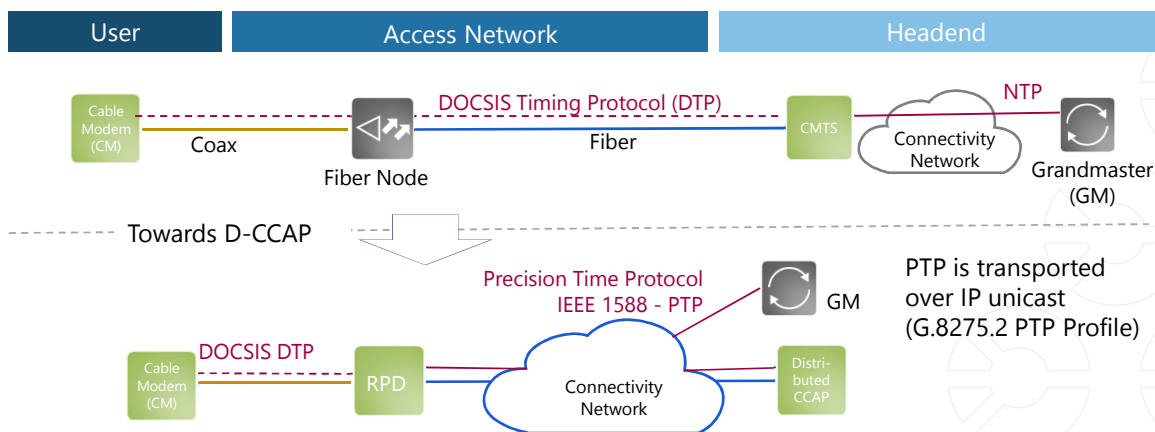 User
Access Network
Headend
Cable
Modem
(CM)
Coax
Fiber Node
DOCSIS Timing Protocol (DTP)
Fiber
CMTS
NTP
Connectivity
Network
Grandmaster
(GM)
Towards D-CCAP
Precision Time Protocol
IEEE 1588 - PTP
GM
PTP is transported
over IP unicast
(G.8275.2 PTP Profile)
DOCSIS DTP
Cable
Modem
(CM)
RPD
Connectivity
Network
Distri-
buted
CCAP